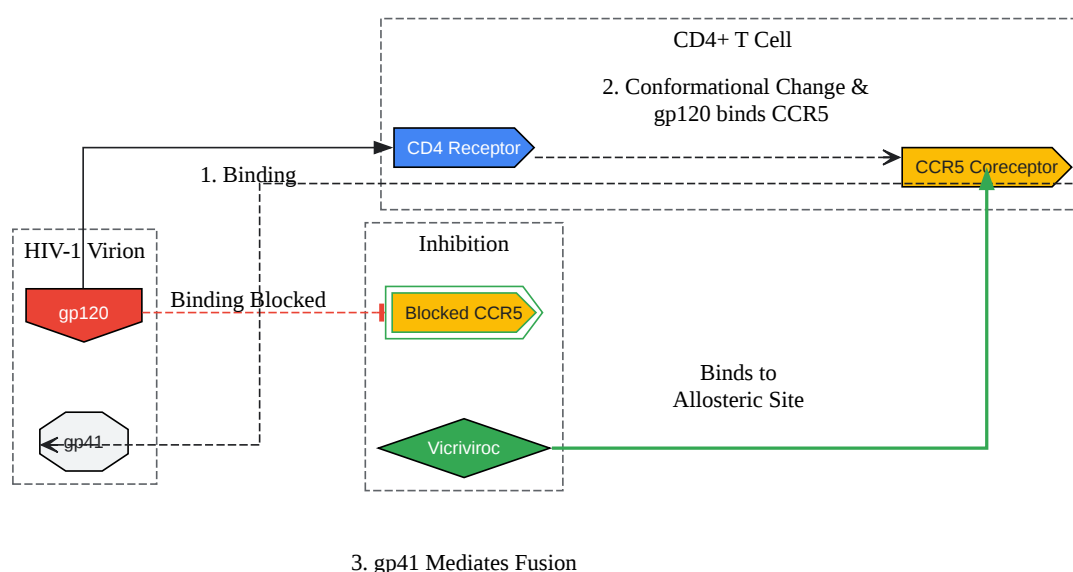 CD4+ T Cell
2. Conformational Change &
gp120 binds CCR5
CD4 Receptor
CCR5 Coreceptor
1. Binding
HIV-1 Virion
Inhibition
gp120
Binding Blocked
Blocked CCR5
Binds to
Allosteric Site
gp41
Vicriviroc
3. gp41 Mediates Fusion